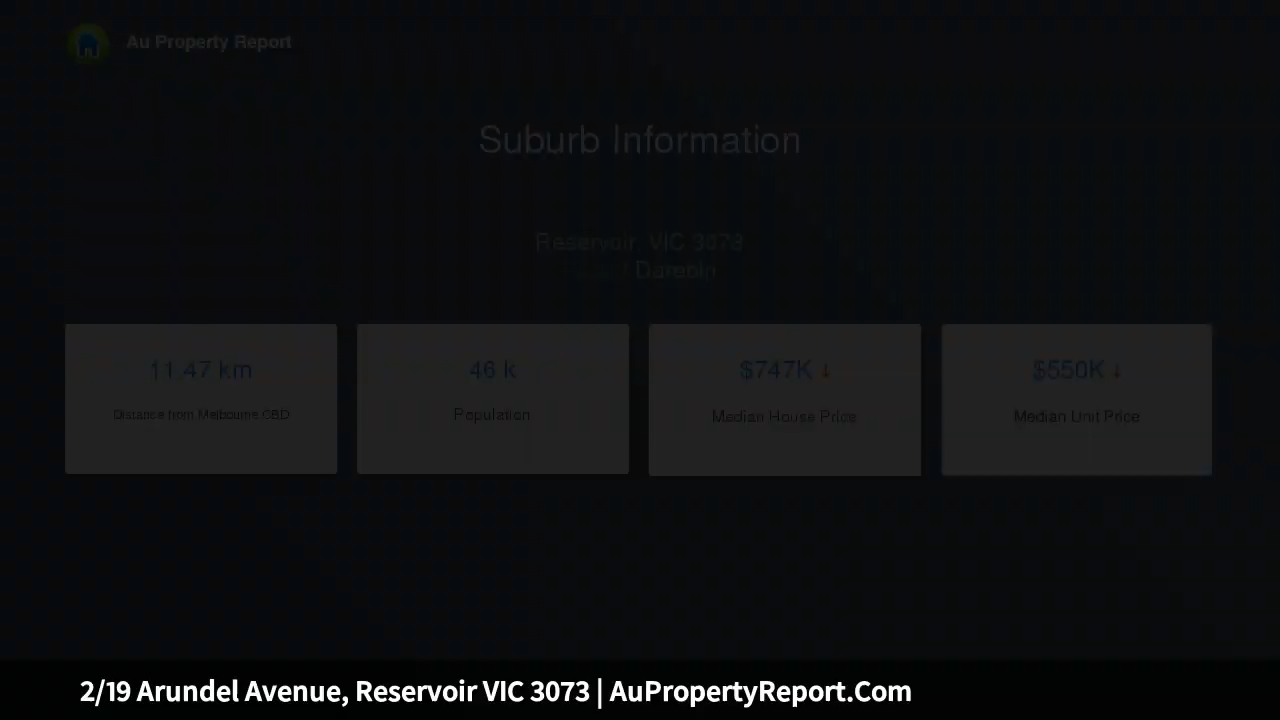 Au Property Report
Suburb Information
Reservoir, VIC 3073
Darebin
11.47 km
Distance from Melbourne CBD
46 k
Population
$747K ↓
Median House Price
$550K ↓
Median Unit Price
2/19 Arundel Avenue, Reservoir VIC 3073 | AuPropertyReport.Com